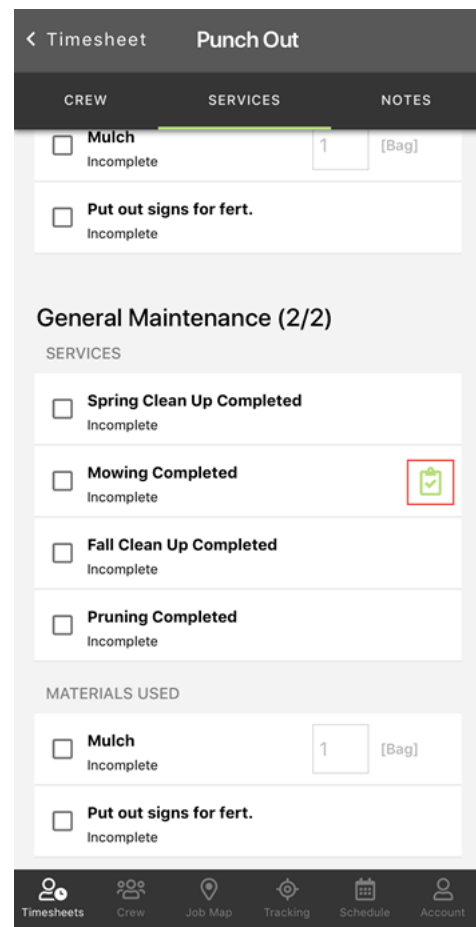 Timesheet Punch Out
CREW SERVICES NOTES
Mulch 1 [Bag]
Incomplete
Put out signs for fert.
Incomplete
General Maintenance (2/2)
SERVICES
Spring Clean Up Completed
Incomplete
Mowing Completed
Incomplete
Fall Clean Up Completed
Incomplete
Pruning Completed
Incomplete
MATERIALS USED
Mulch 1 [Bag]
Incomplete
Put out signs for fert.
Incomplete
Timesheets Crew Job Map Tracking Schedule Account